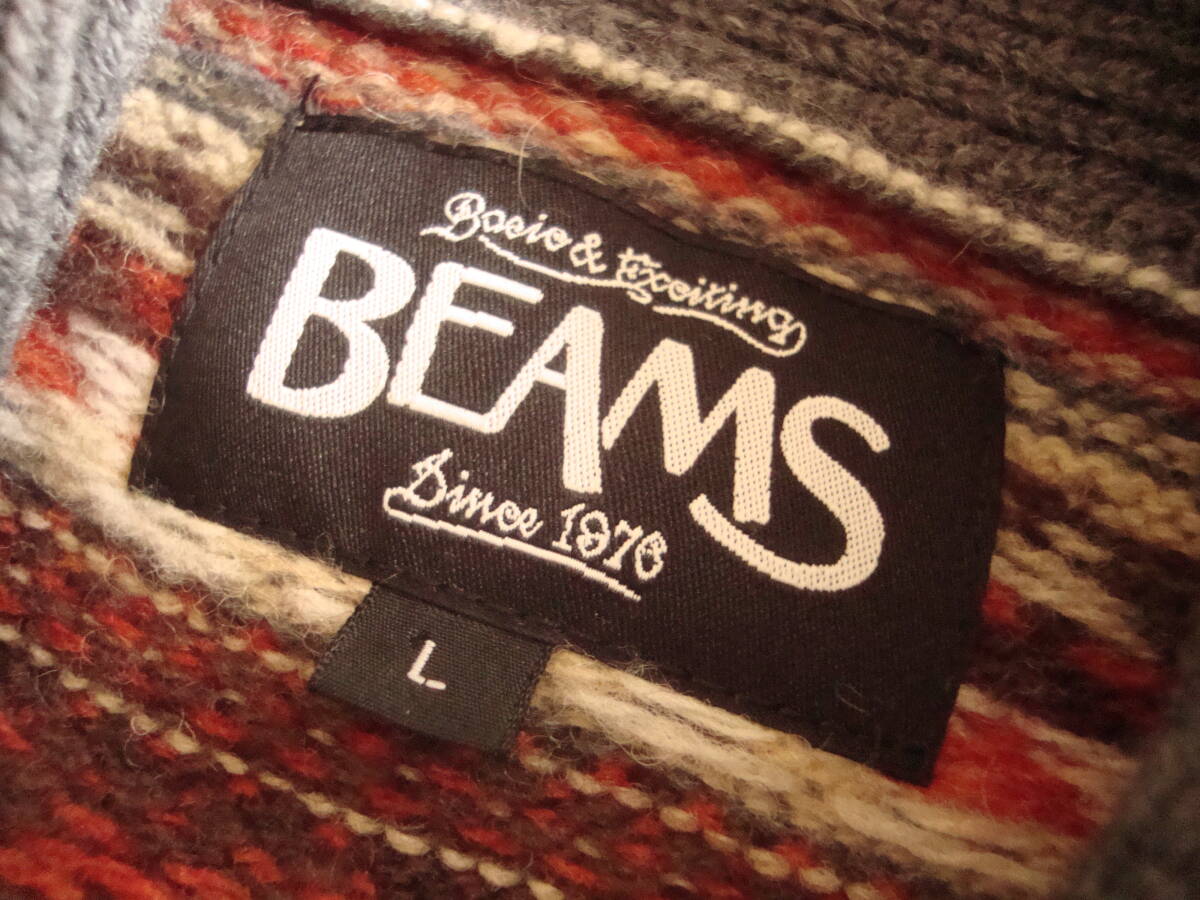 Basic & Exciting
BEAMS
Since 1976
L